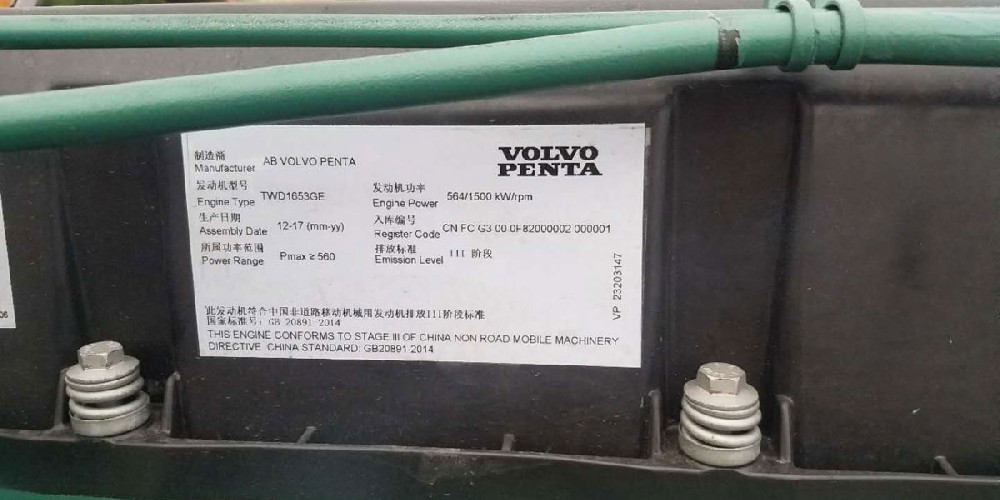 制造商
Manufacturer AB VOLVO PENTA
VOLVO
PENTA
发动机型号
Engine Type TWD1653GE
发动机功率
Engine Power 564/1500 kW/rpm
生产日期
Assembly Date 12-17 (mm-yy)
入库编号
Register Code CN FC G3 00 0F82000002 000001
所属功率范围
Power Range Pmax ≥ 560
排放标准
Emission Level III 阶段
VP 23203147
此发动机符合中国非道路移动机械用发动机排放III阶段标准
国家标准号: GB 20891-2014
THIS ENGINE CONFORMS TO STAGE III OF CHINA NON ROAD MOBILE MACHINERY
DIRECTIVE, CHINA STANDARD: GB20891-2014
06